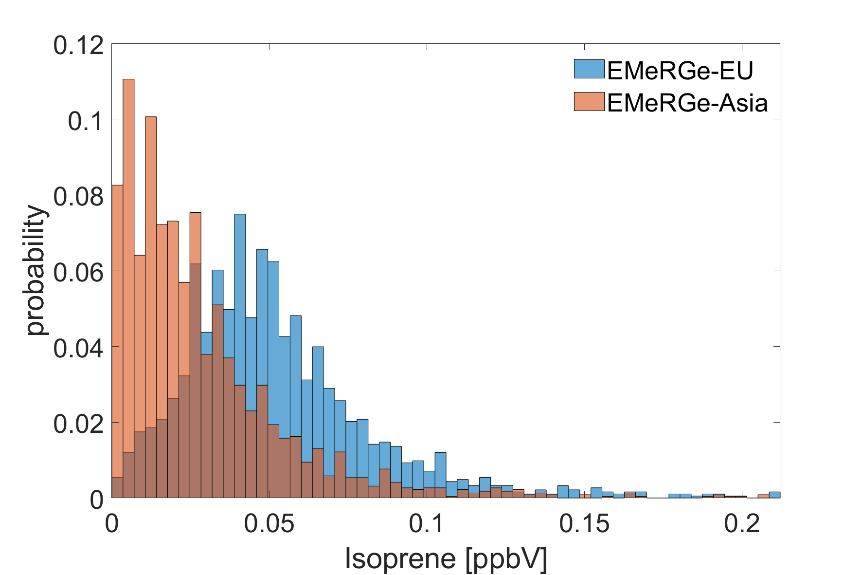 0.12
0.1
0.08
0.06
0.04
0.02
0
probability
EMeRGe-EU
EMeRGe-Asia
0 0.05 0.1 0.15 0.2
Isoprene [ppbV]